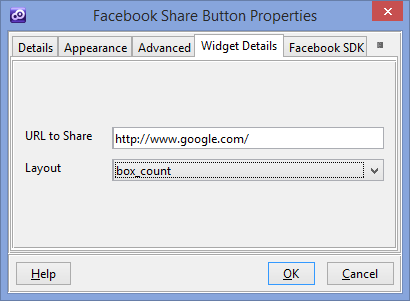 Facebook Share Button Properties
Details Appearance Advanced Widget Details Facebook SDK
URL to Share http://www.google.com/
Layout box_count
Help OK Cancel